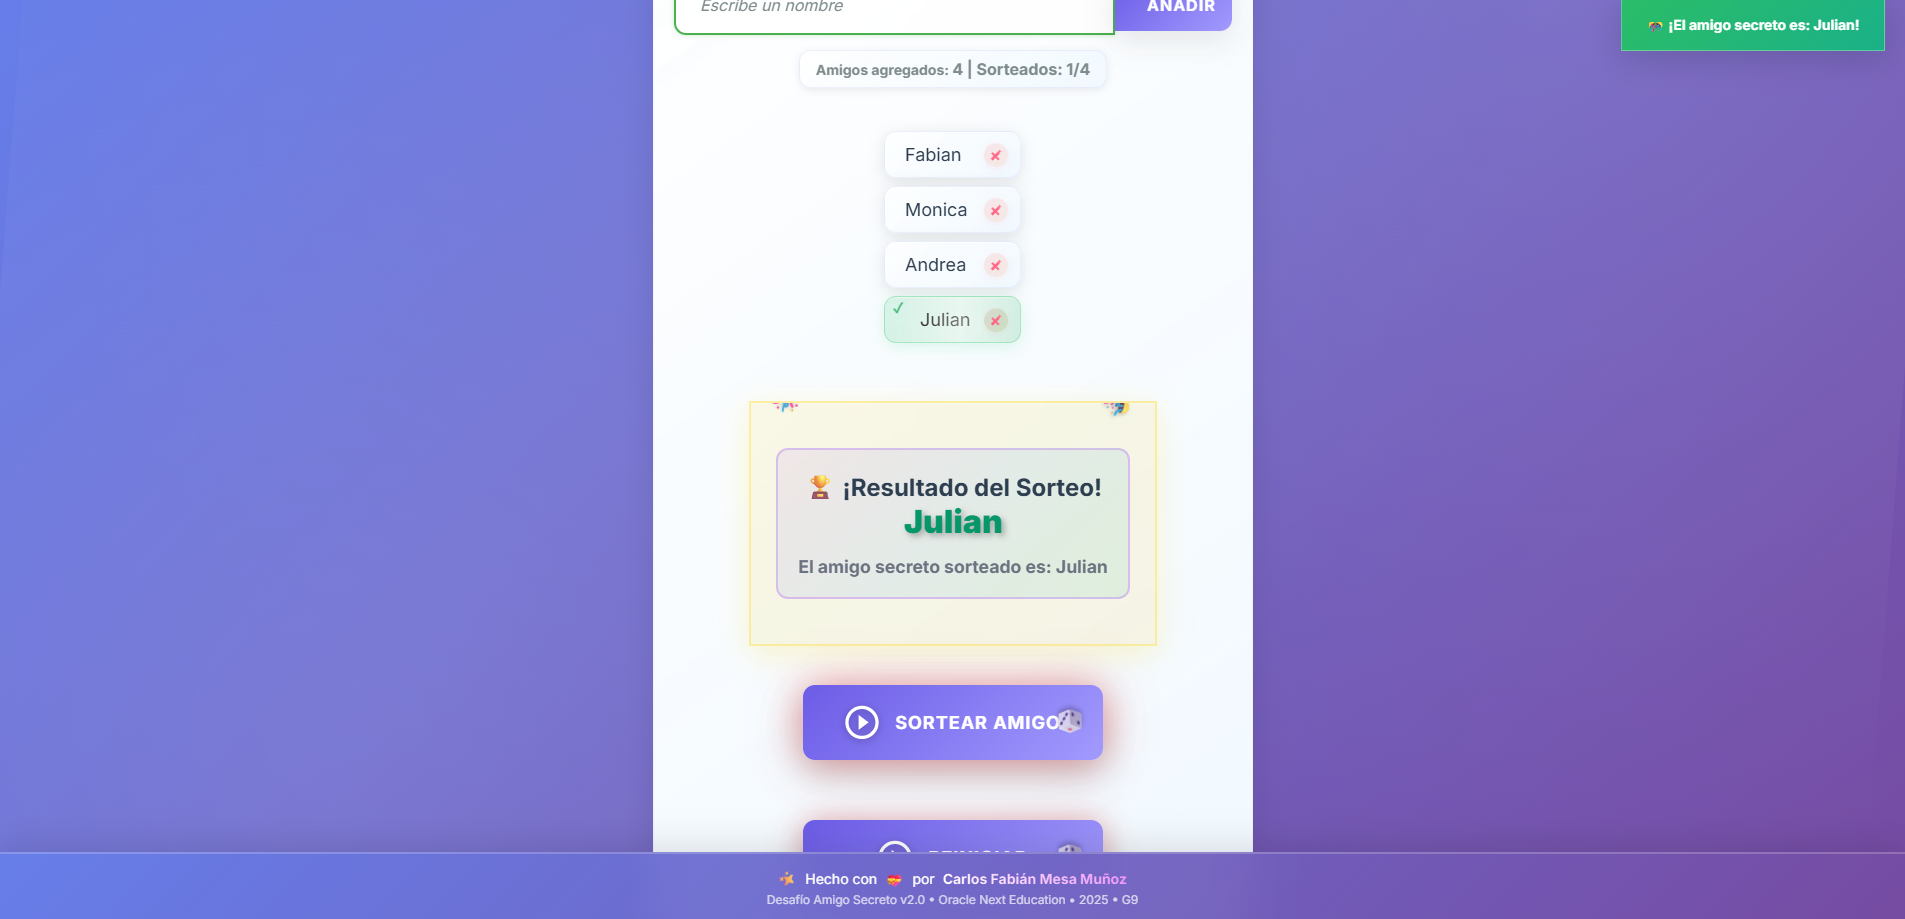 Escribe un nombre
AÑADIR
¡El amigo secreto es: Julian!
Amigos agregados: 4 | Sorteados: 1/4
Fabian
Monica
Andrea
Julian
¡Resultado del Sorteo!
Julian
El amigo secreto sorteado es: Julian
SORTEAR AMIGO
REINICIAR
Hecho con por Carlos Fabián Mesa Muñoz
Desafío Amigo Secreto v2.0 • Oracle Next Education • 2025 • G9